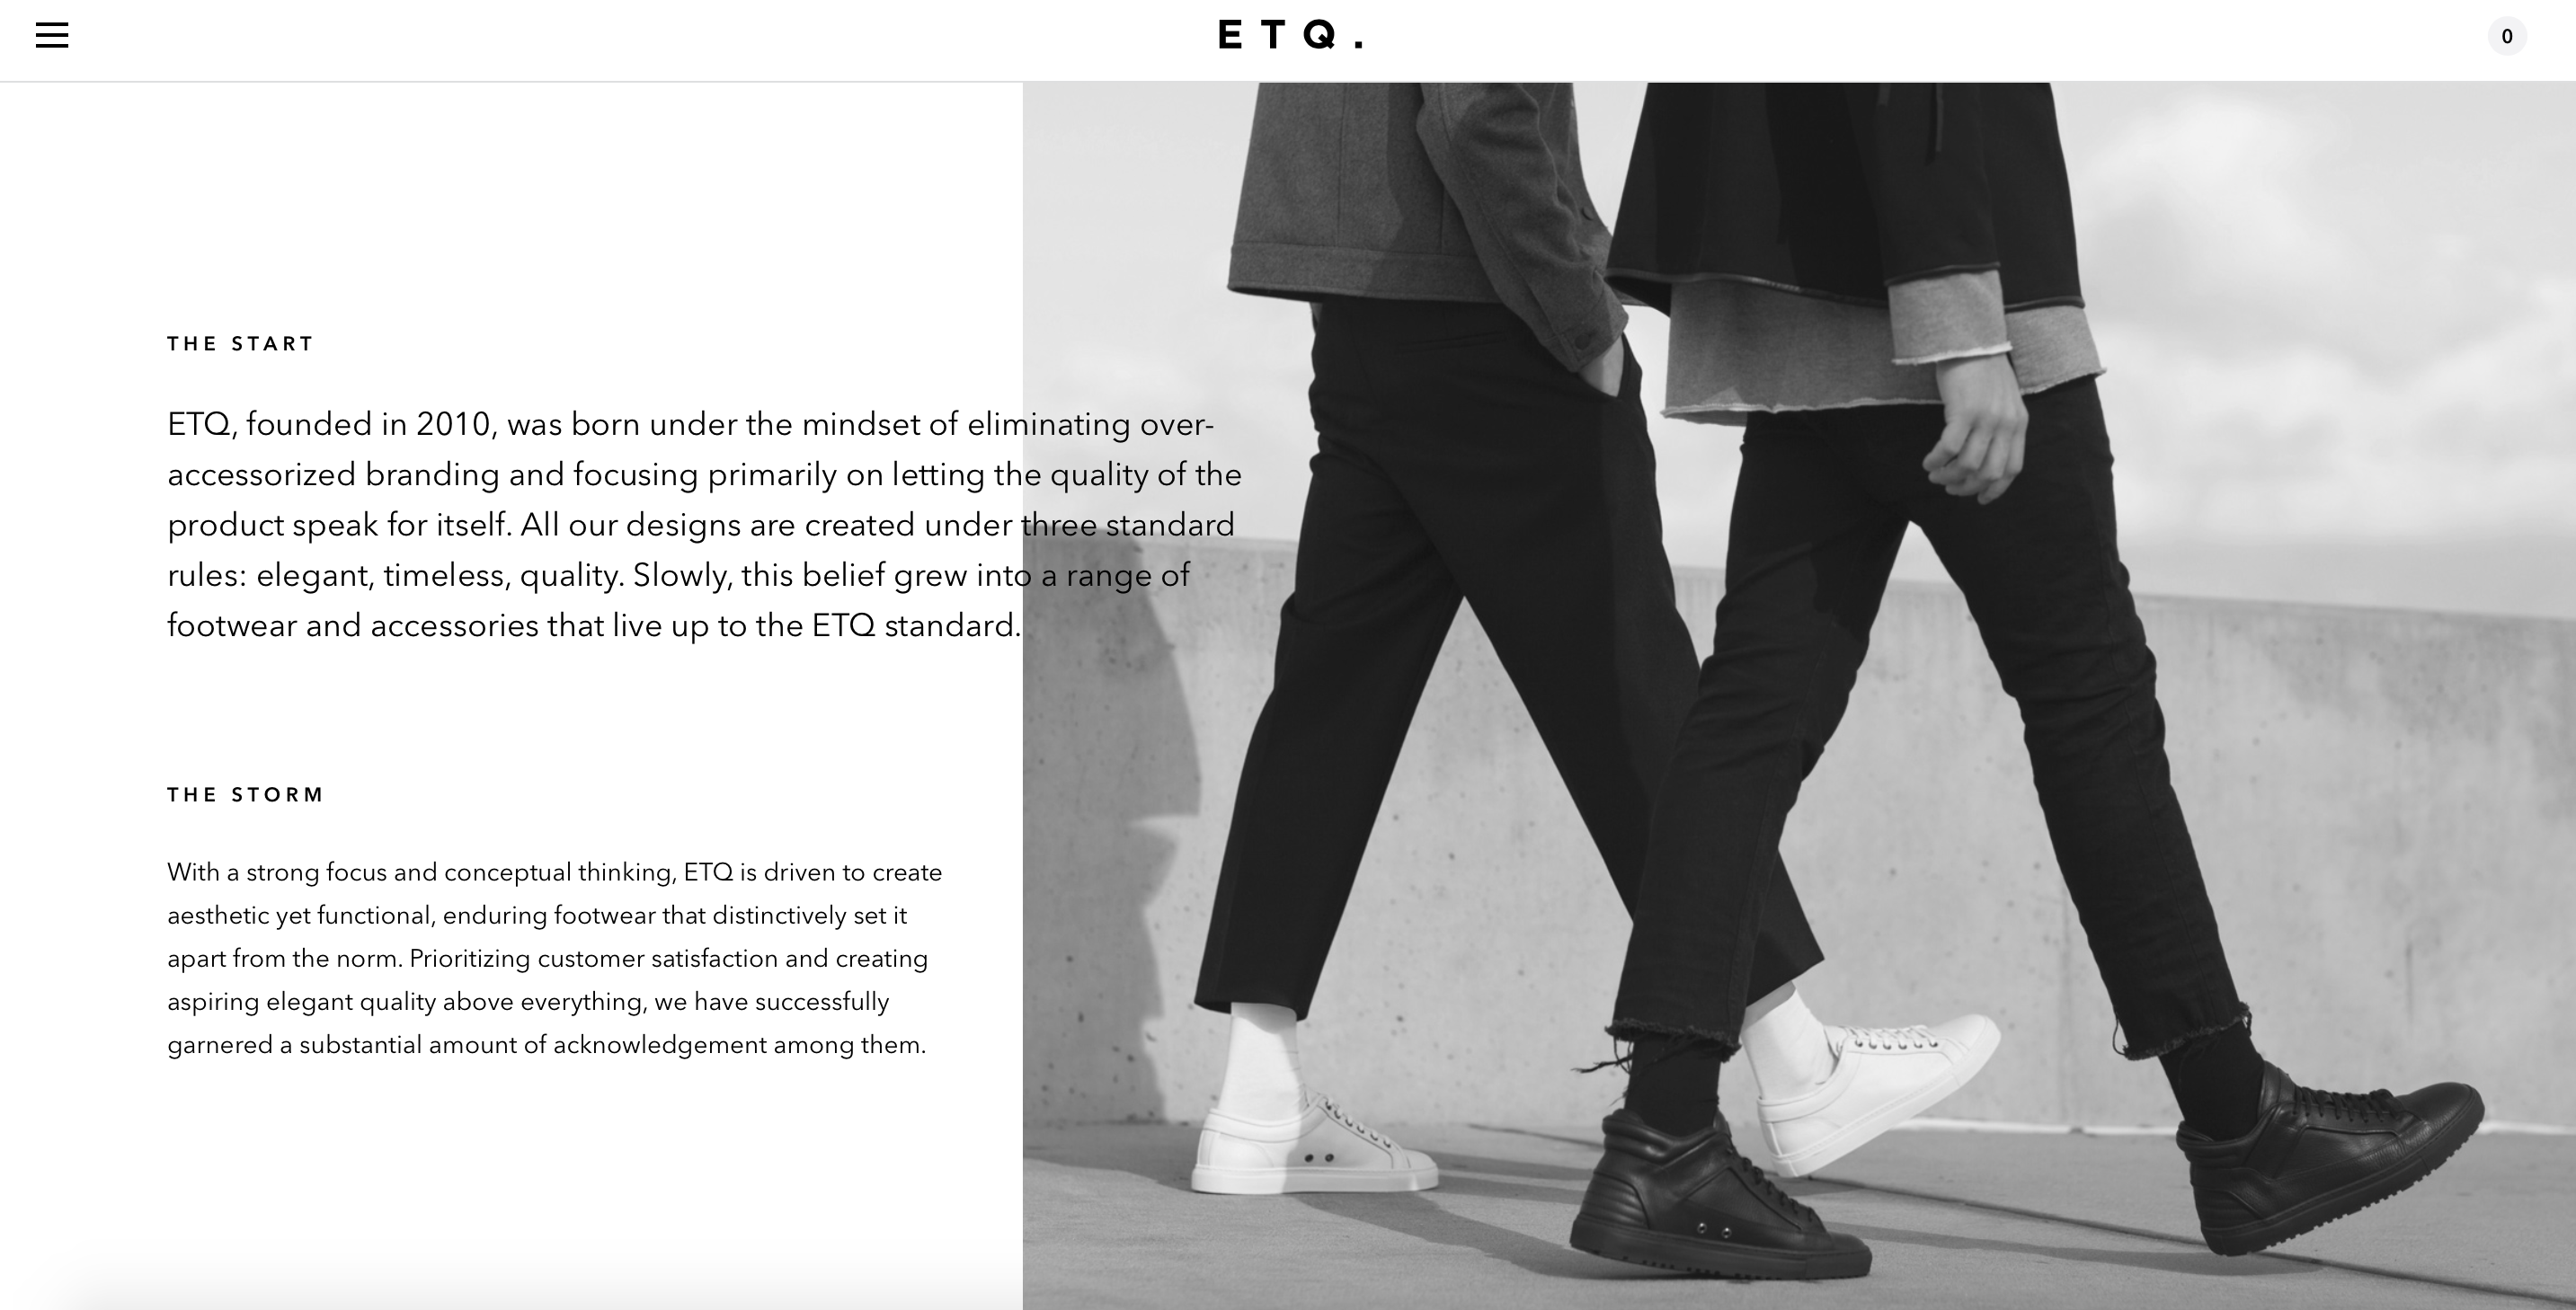 ETQ.
0
THE START
ETQ, founded in 2010, was born under the mindset of eliminating over-
accessorized branding and focusing primarily on letting the quality of the
product speak for itself. All our designs are created under three standard
rules: elegant, timeless, quality. Slowly, this belief grew into a range of
footwear and accessories that live up to the ETQ standard.
THE STORM
With a strong focus and conceptual thinking, ETQ is driven to create
aesthetic yet functional, enduring footwear that distinctively set it
apart from the norm. Prioritizing customer satisfaction and creating
aspiring elegant quality above everything, we have successfully
garnered a substantial amount of acknowledgement among them.